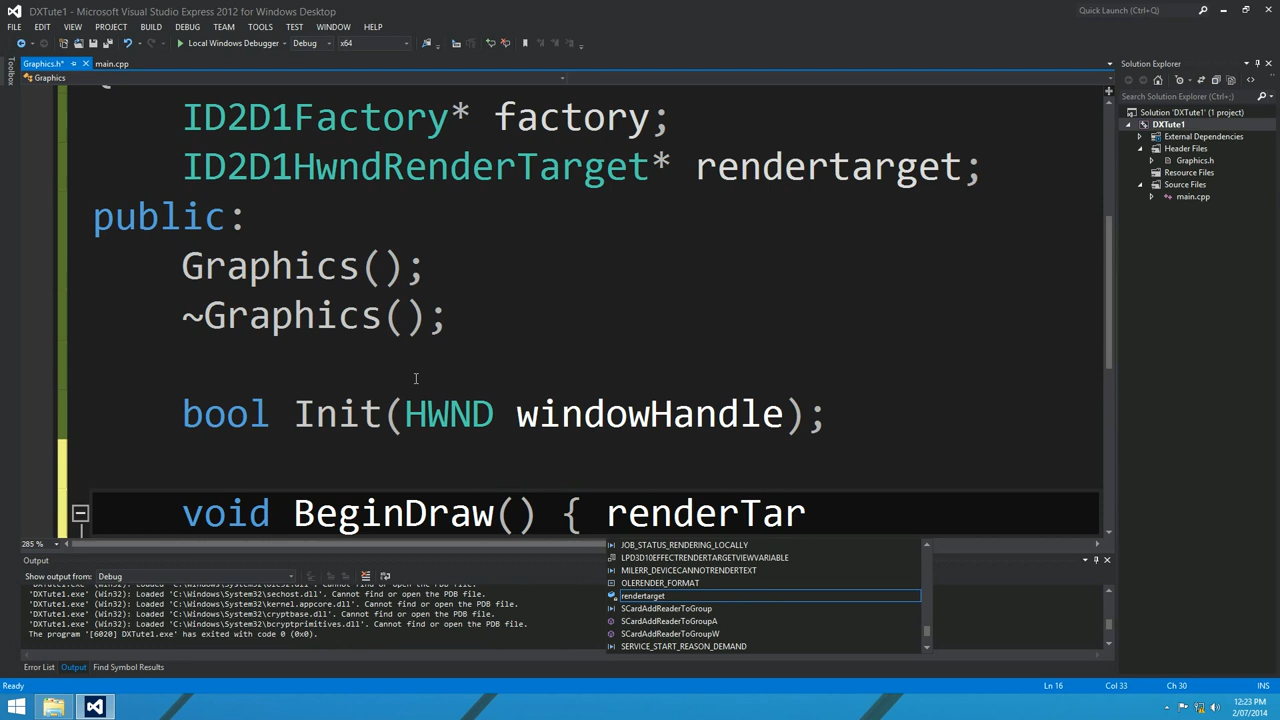 DXTute1 - Microsoft Visual Studio Express 2012 for Windows Desktop
Quick Launch (Ctrl+Q)
FILE EDIT VIEW PROJECT BUILD DEBUG TEAM TOOLS TEST WINDOW HELP
Local Windows Debugger Debug x64
Toolbox
Graphics.h* main.cpp
Graphics
ID2D1Factory* factory;
ID2D1HwndRenderTarget* rendertarget;
public:
Graphics();
~Graphics();
bool Init(HWND windowHandle);
void BeginDraw() { renderTar
JOB_STATUS_RENDERING_LOCALLY
LPD3D10EFFECTRENDERTARGETVIEWVARIABLE
MILERR_DEVICECANNOTRENDERTEXT
OLERENDER_FORMAT
rendertarget
SCardAddReaderToGroup
SCardAddReaderToGroupA
SCardAddReaderToGroupW
SERVICE_START_REASON_DEMAND
285 %
Output
Show output from: Debug
'DXTute1.exe' (Win32): Loaded 'C:\Windows\System32\sechost.dll'. Cannot find or open the PDB file.
'DXTute1.exe' (Win32): Loaded 'C:\Windows\System32\kernel.appcore.dll'. Cannot find or open the PDB file.
'DXTute1.exe' (Win32): Loaded 'C:\Windows\System32\cryptbase.dll'. Cannot find or open the PDB file.
'DXTute1.exe' (Win32): Loaded 'C:\Windows\System32\bcryptprimitives.dll'. Cannot find or open the PDB file.
The program '[6020] DXTute1.exe' has exited with code 0 (0x0).
Error List Output Find Symbol Results
Solution Explorer
Search Solution Explorer (Ctrl+;)
Solution 'DXTute1' (1 project)
DXTute1
External Dependencies
Header Files
Graphics.h
Resource Files
Source Files
main.cpp
Ready Ln 16 Col 33 Ch 30 INS
12:23 PM
2/07/2014